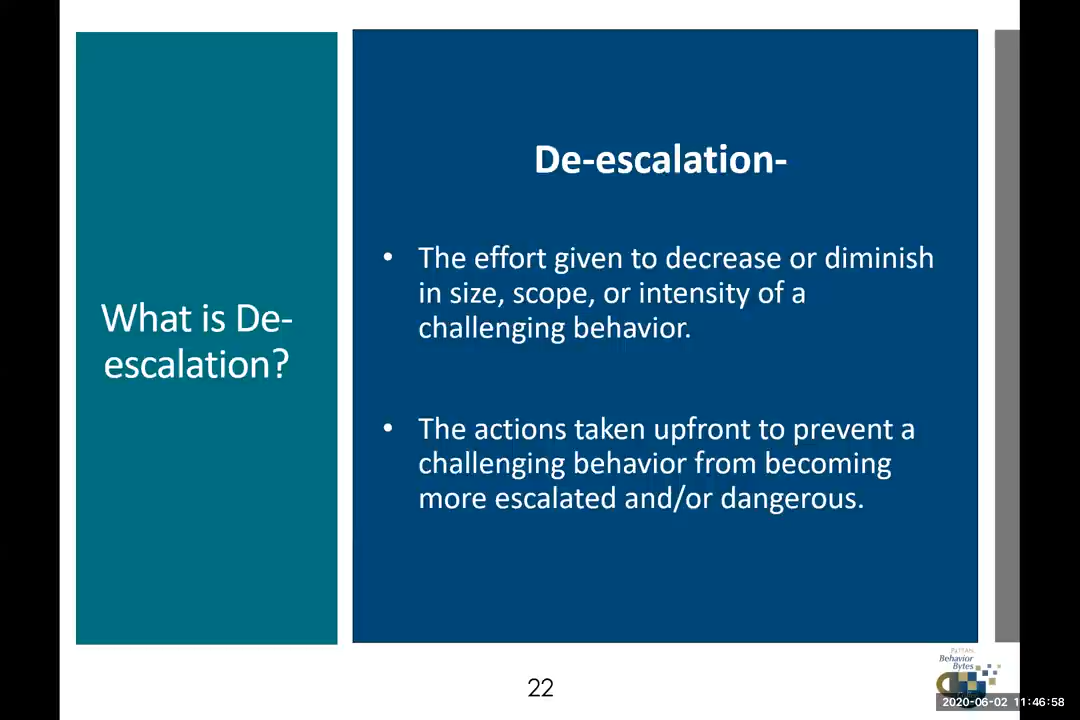 What is De-
escalation?
De-escalation-
• The effort given to decrease or diminish
in size, scope, or intensity of a
challenging behavior.
• The actions taken upfront to prevent a
challenging behavior from becoming
more escalated and/or dangerous.
22
PaTTAN
Behavior
Bytes
2020-06-02 11:46:58